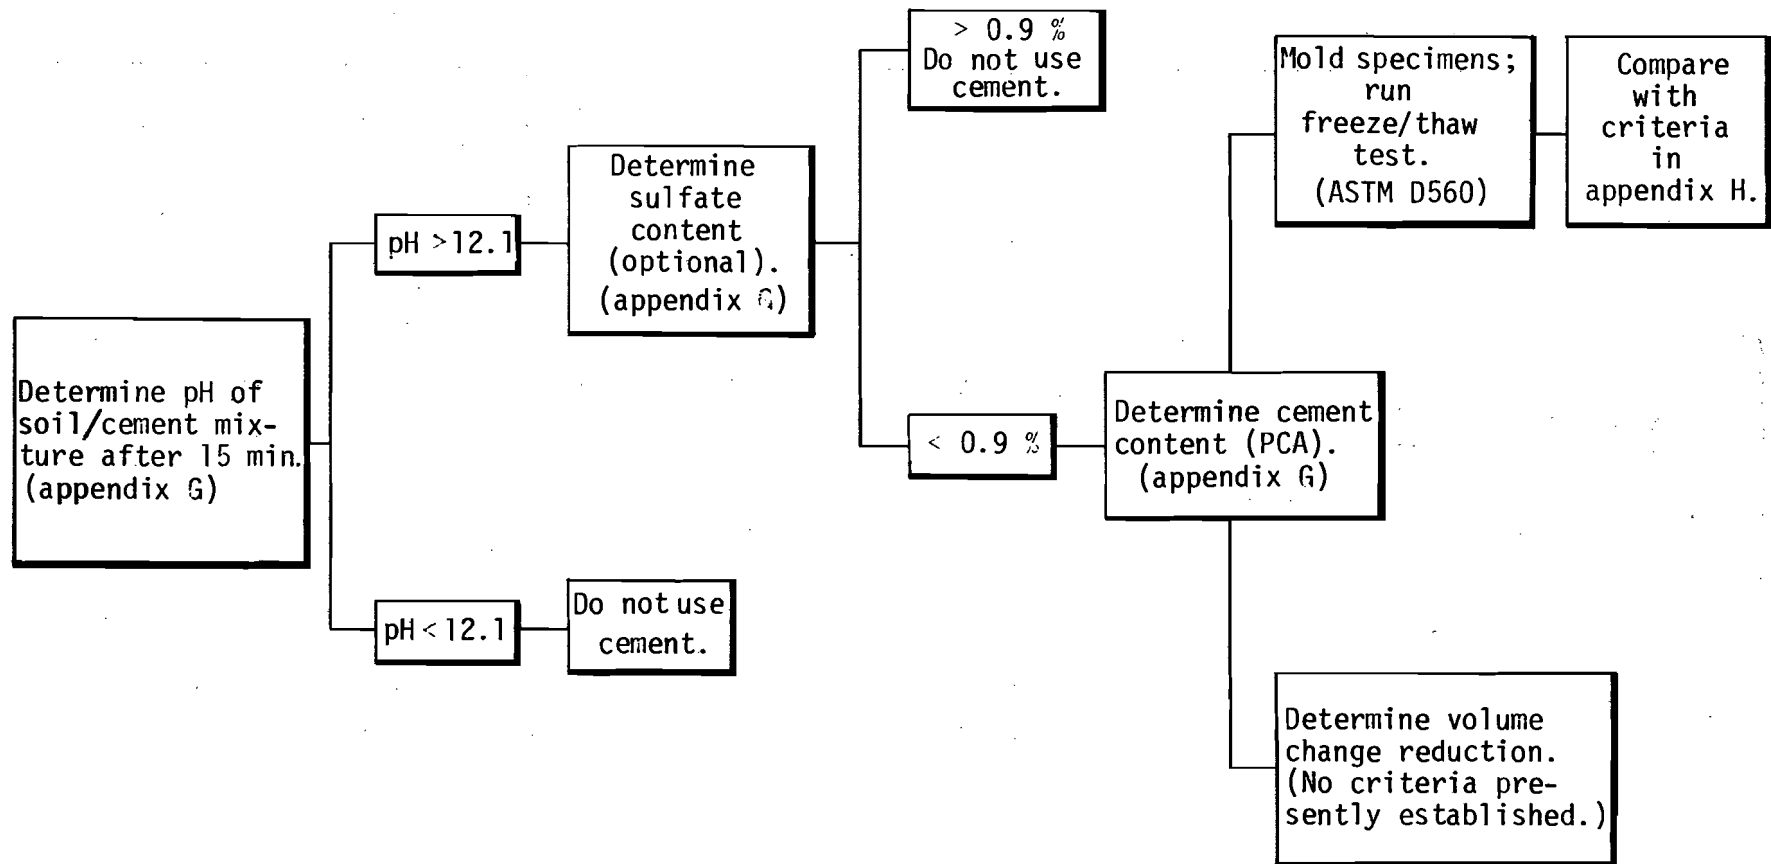 Determine pH of
soil/cement mix-
ture after 15 min.
(appendix G)
pH >12.1
Determine
sulfate
content
(optional).
(appendix G)
> 0.9 %
Do not use
cement.
< 0.9 %
Determine cement
content (PCA).
(appendix G)
Mold specimens;
run
freeze/thaw
test.
(ASTM D560)
Compare
with
criteria
in
appendix H.
Determine volume
change reduction.
(No criteria pre-
sently established.)
pH < 12.1
Do not use
cement.